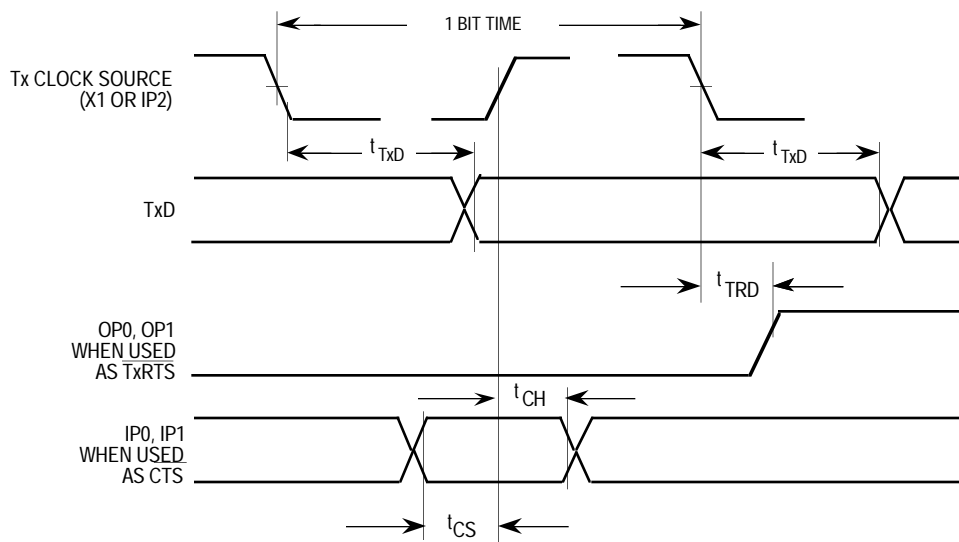 1 BIT TIME
Tx CLOCK SOURCE
(X1 OR IP2)
tTxD
tTxD
TxD
tTRD
OP0, OP1
WHEN USED
AS TxRTS
tCH
IP0, IP1
WHEN USED
AS CTS
tCS